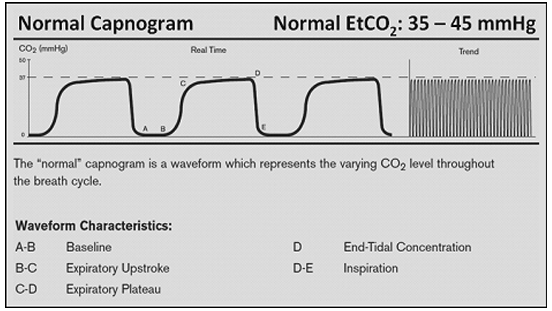 Normal Capnogram Normal EtCO₂: 35 – 45 mmHg
CO₂ (mmHg) Real Time Trend
50
37
D
C
A B E
0
The “normal” capnogram is a waveform which represents the varying CO₂ level throughout
the breath cycle.
Waveform Characteristics:
A-B Baseline D End-Tidal Concentration
B-C Expiratory Upstroke D-E Inspiration
C-D Expiratory Plateau